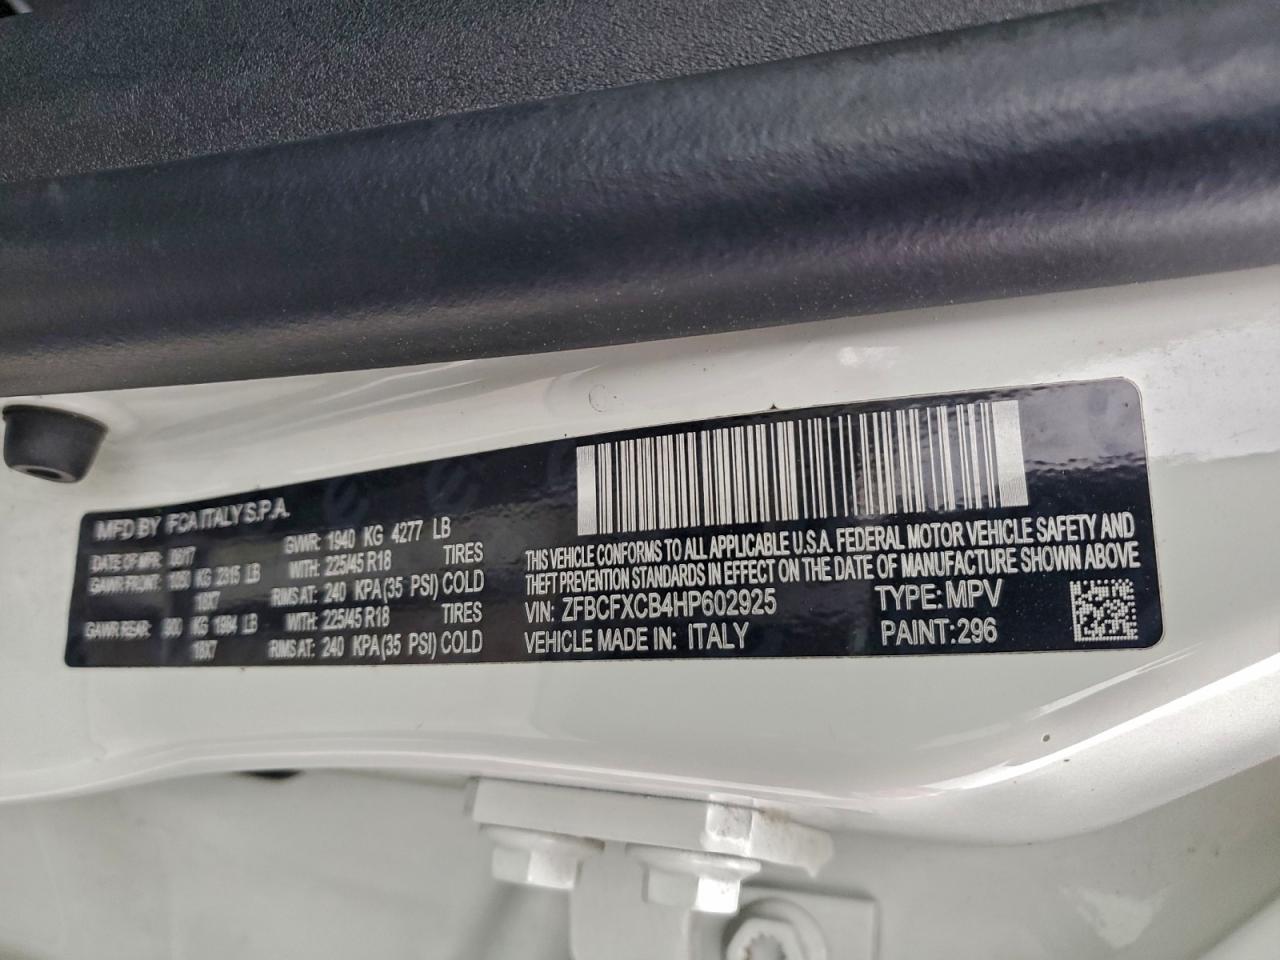 MFD BY FCA ITALY S.P.A.
DATE OF MFR GVWR: 1940 KG 4277 LB
GAWR FRONT: 1050 KG 2315 LB WITH: 225/45 R18 TIRES
18X7 RIMS AT: 240 KPA(35 PSI) COLD
GAWR REAR: 900 KG 1984 LB WITH: 225/45 R18 TIRES
18X7 RIMS AT: 240 KPA(35 PSI) COLD
THIS VEHICLE CONFORMS TO ALL APPLICABLE U.S.A. FEDERAL MOTOR VEHICLE SAFETY AND
THEFT PREVENTION STANDARDS IN EFFECT ON THE DATE OF MANUFACTURE SHOWN ABOVE
VIN: ZFBCFXCB4HP602925 TYPE: MPV
VEHICLE MADE IN: ITALY PAINT:296